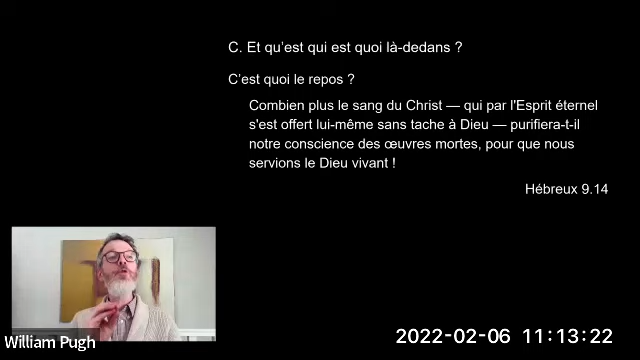 C. Et qu'est qui est quoi là-dedans ?
C'est quoi le repos ?
Combien plus le sang du Christ — qui par l'Esprit éternel
s'est offert lui-même sans tache à Dieu — purifiera-t-il
notre conscience des œuvres mortes, pour que nous
servions le Dieu vivant !
Hébreux 9.14
William Pugh
2022-02-06 11:13:22